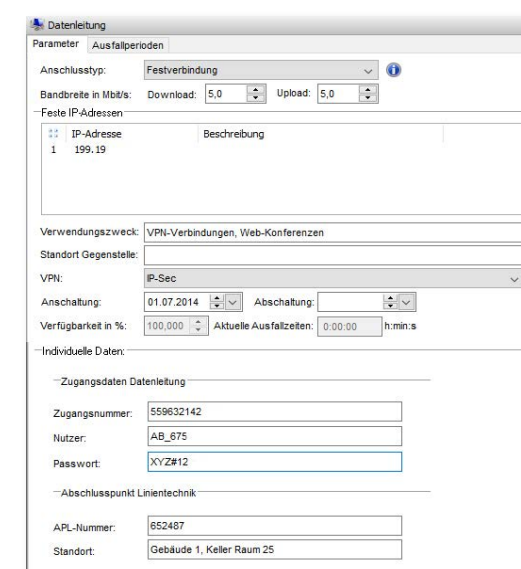 Datenleitung
Parameter Ausfallperioden
Anschlusstyp: Festverbindung
Bandbreite in Mbit/s: Download: 5,0 Upload: 5,0
Feste IP-Adressen
IP-Adresse Beschreibung
1 199.19
Verwendungszweck: VPN-Verbindungen, Web-Konferenzen
Standort Gegenstelle:
VPN: IP-Sec
Anschaltung: 01.07.2014 Abschaltung:
Verfügbarkeit in %: 100,000 Aktuelle Ausfallzeiten: 0:00:00 h:min:s
Individuelle Daten:
Zugangsdaten Datenleitung
Zugangsnummer: 559632142
Nutzer: AB_675
Passwort: XYZ#12
Abschlusspunkt Linientechnik
APL-Nummer: 652487
Standort: Gebäude 1, Keller Raum 25